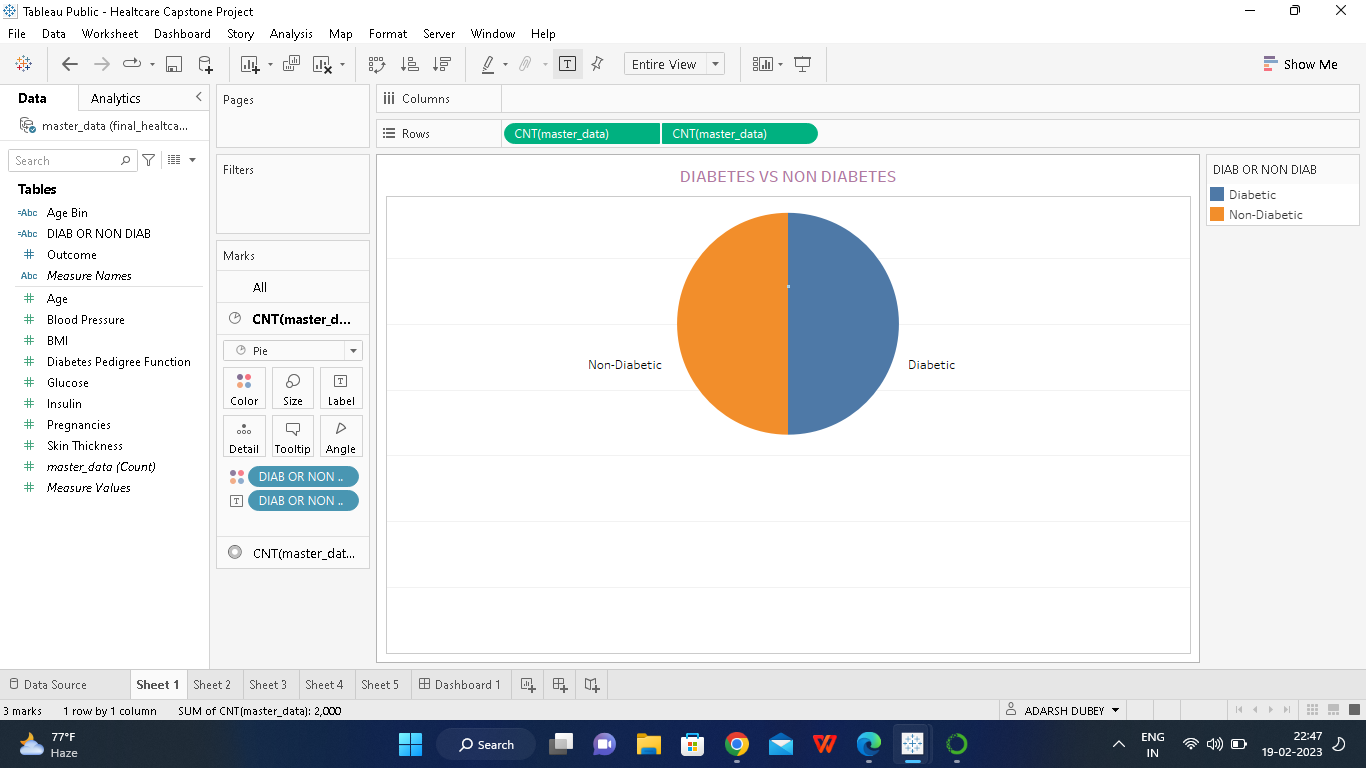 Tableau Public - Healtcare Capstone Project
File Data Worksheet Dashboard Story Analysis Map Format Server Window Help
Entire View
Show Me
Data Analytics
master_data (final_healtca...
Search
Tables
=Abc Age Bin
=Abc DIAB OR NON DIAB
# Outcome
Abc Measure Names
# Age
# Blood Pressure
# BMI
# Diabetes Pedigree Function
# Glucose
# Insulin
# Pregnancies
# Skin Thickness
# master_data (Count)
# Measure Values
Pages
Filters
Marks
All
CNT(master_d...
Pie
Color Size Label
Detail Tooltip Angle
DIAB OR NON ..
DIAB OR NON ..
CNT(master_dat...
Columns
Rows CNT(master_data) CNT(master_data)
DIABETES VS NON DIABETES
Non-Diabetic Diabetic
DIAB OR NON DIAB
Diabetic
Non-Diabetic
Data Source Sheet 1 Sheet 2 Sheet 3 Sheet 4 Sheet 5 Dashboard 1
3 marks 1 row by 1 column SUM of CNT(master_data): 2,000 ADARSH DUBEY
77°F
Haze
Search
ENG
IN
22:47
19-02-2023